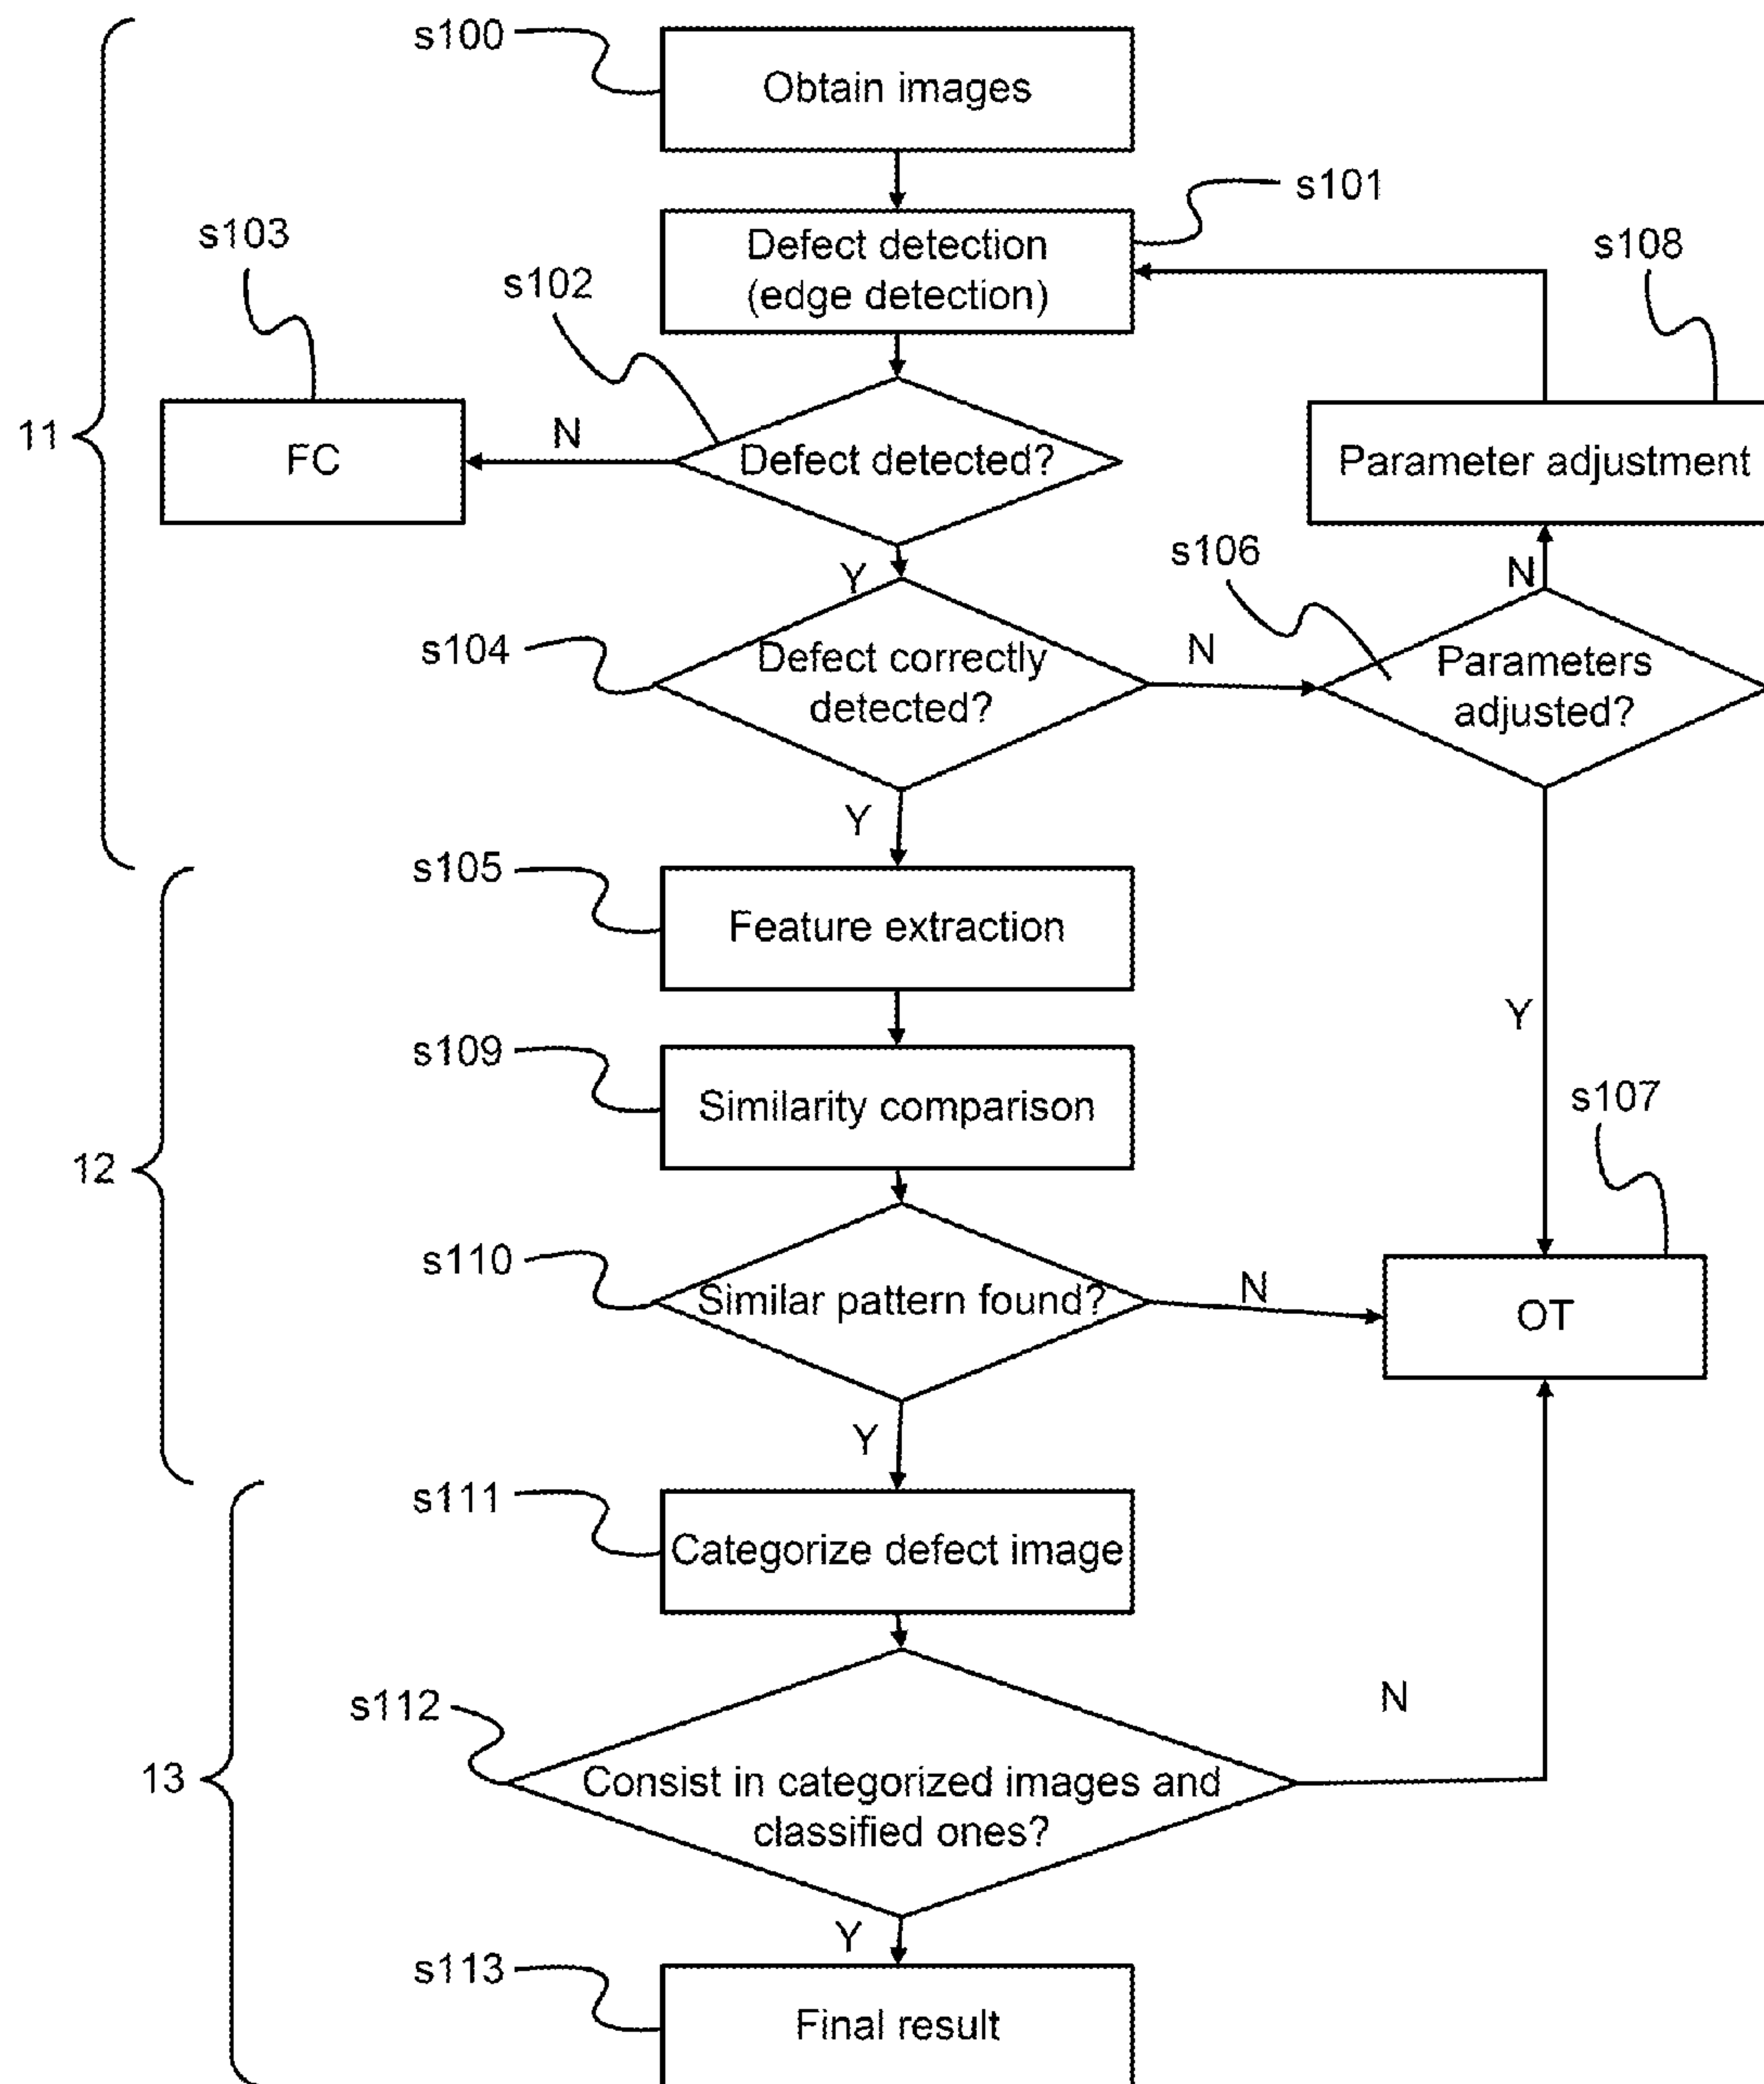 s100
Obtain images
s101
Defect detection
(edge detection)
s103
s102
s108
11
FC
N
Defect detected?
Parameter adjustment
s106
N
Y
s104
Defect correctly
detected?
N
Parameters
adjusted?
Y
s105
Feature extraction
Y
s109
Similarity comparison
s107
12
s110
Similar pattern found?
N
OT
Y
s111
Categorize defect image
N
s112
13
Consist in categorized images and
classified ones?
Y
s113
Final result